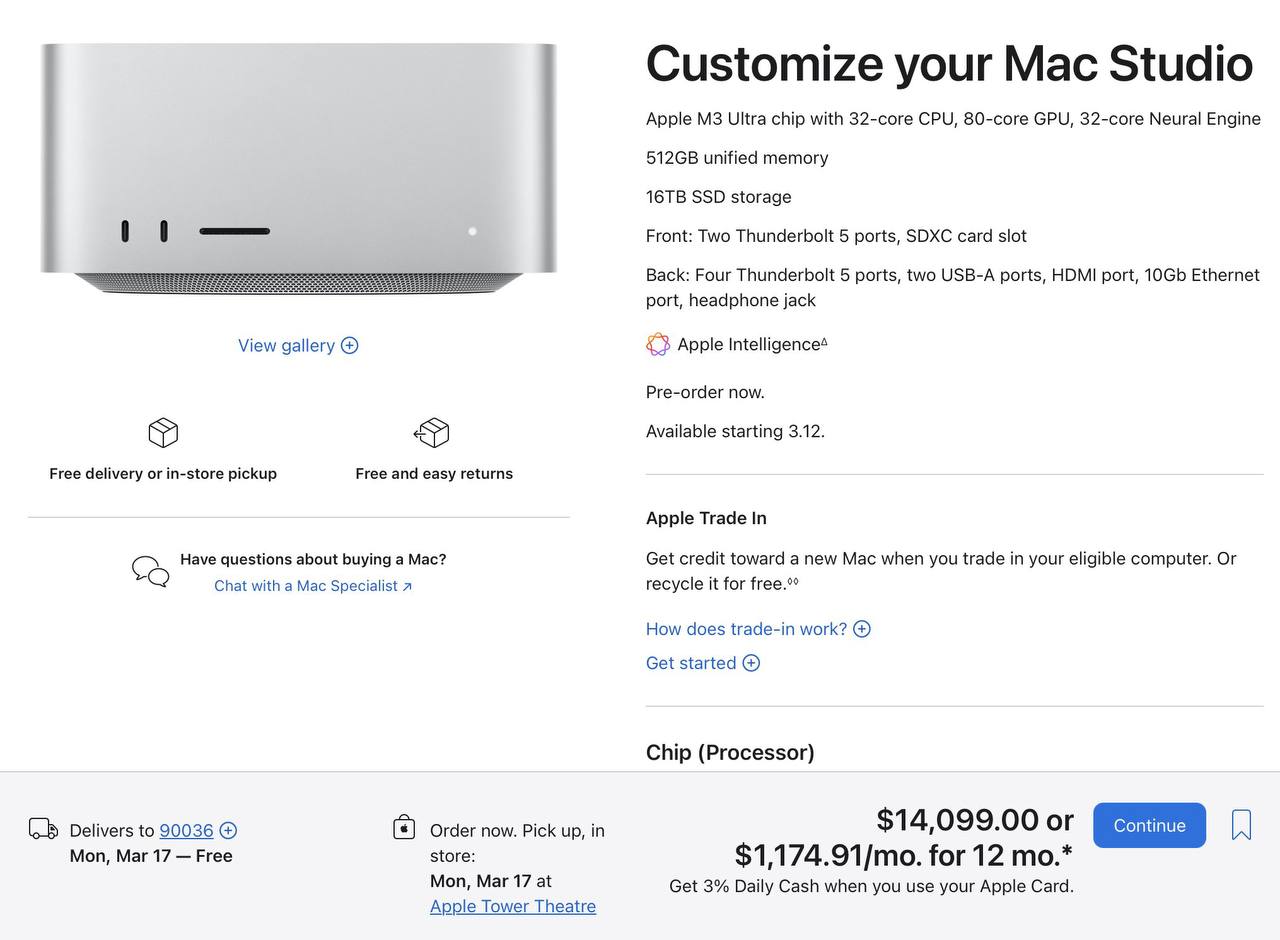 Customize your Mac Studio
Apple M3 Ultra chip with 32-core CPU, 80-core GPU, 32-core Neural Engine
512GB unified memory
16TB SSD storage
Front: Two Thunderbolt 5 ports, SDXC card slot
Back: Four Thunderbolt 5 ports, two USB-A ports, HDMI port, 10Gb Ethernet
port, headphone jack
Apple Intelligence∆
Pre-order now.
Available starting 3.12.
View gallery
Free delivery or in-store pickup
Free and easy returns
Have questions about buying a Mac?
Chat with a Mac Specialist ↗
Apple Trade In
Get credit toward a new Mac when you trade in your eligible computer. Or
recycle it for free.◊◊
How does trade-in work?
Get started
Chip (Processor)
Delivers to 90036
Mon, Mar 17 — Free
Order now. Pick up, in
store:
Mon, Mar 17 at
Apple Tower Theatre
$14,099.00 or
$1,174.91/mo. for 12 mo.*
Get 3% Daily Cash when you use your Apple Card.
Continue